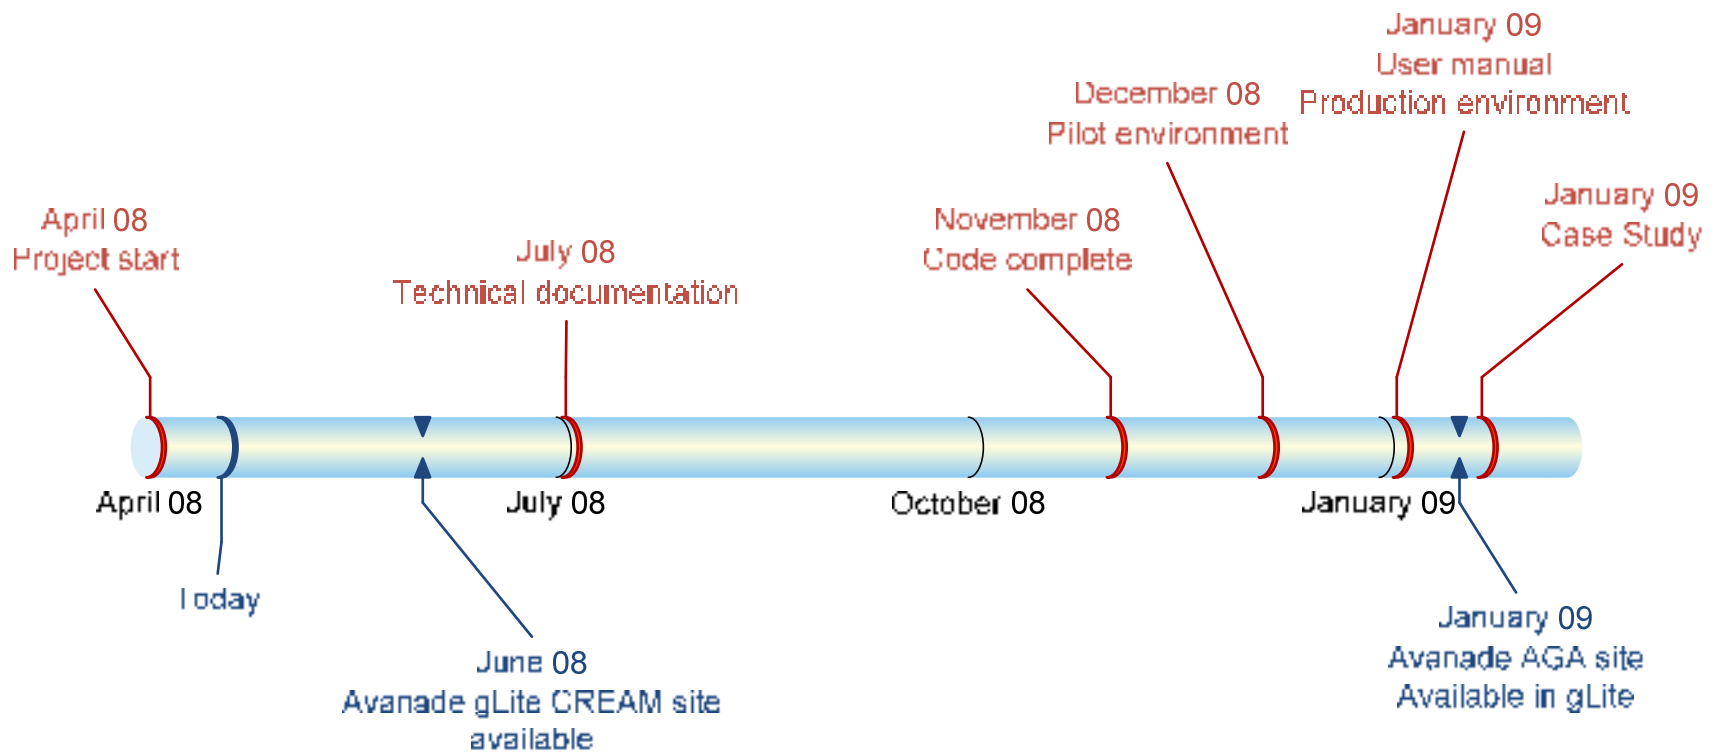 January 09
User manual
Production environment
December 08
Pilot environment
January 09
Case Study
April 08
Project start
November 08
Code complete
July 08
Technical documentation
April 08
July 08
October 08
January 09
Today
June 08
Avanade gLite CREAM site
available
January 09
Avanade AGA site
Available in gLite